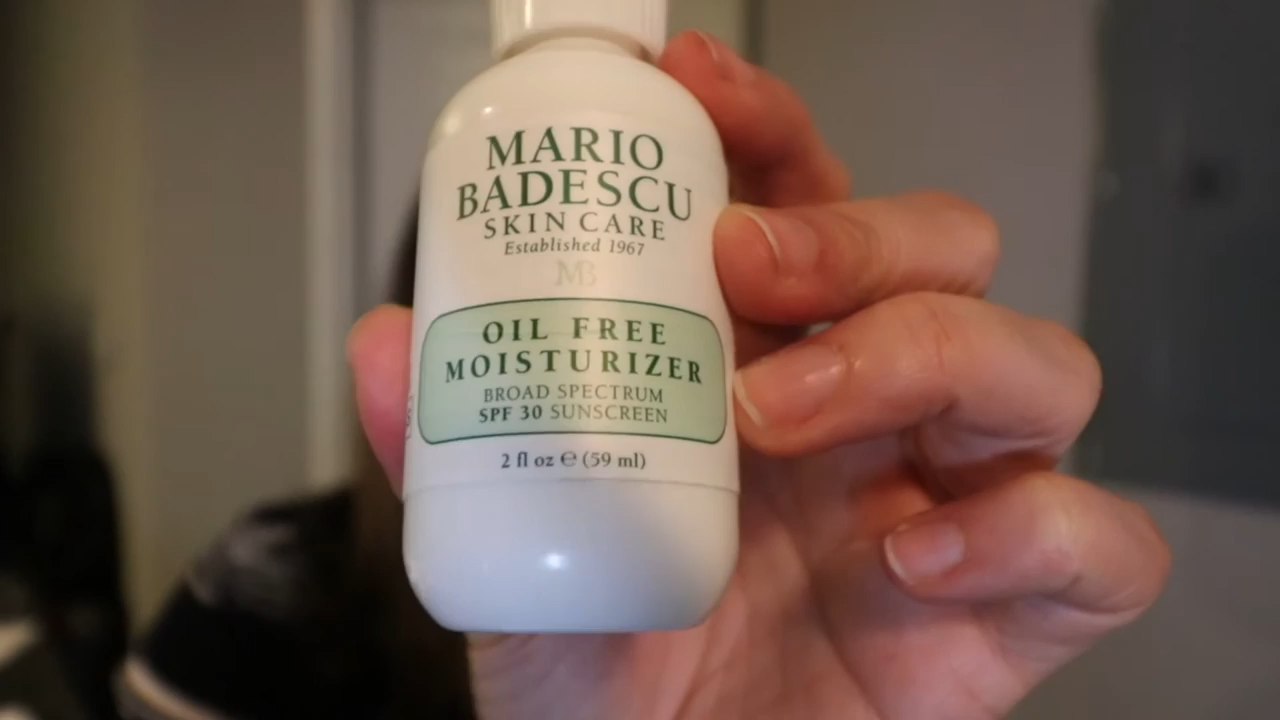 MARIO
BADESCU
SKIN CARE
Established 1967
MB
OIL FREE
MOISTURIZER
BROAD SPECTRUM
SPF 30 SUNSCREEN
2 fl oz ℮ (59 ml)